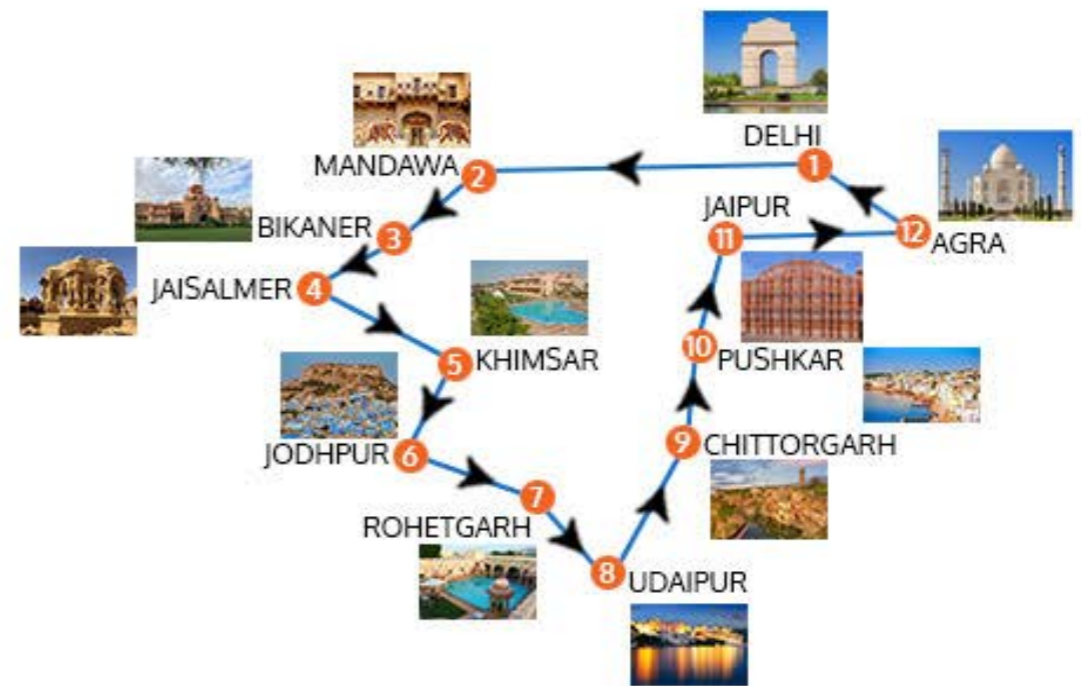 DELHI
1
MANDAWA 2
JAIPUR
BIKANER 3
11
12 AGRA
JAISALMER 4
5 KHIMSAR
10 PUSHKAR
JODHPUR 6
9 CHITTORGARH
7
ROHETGARH
8 UDAIPUR